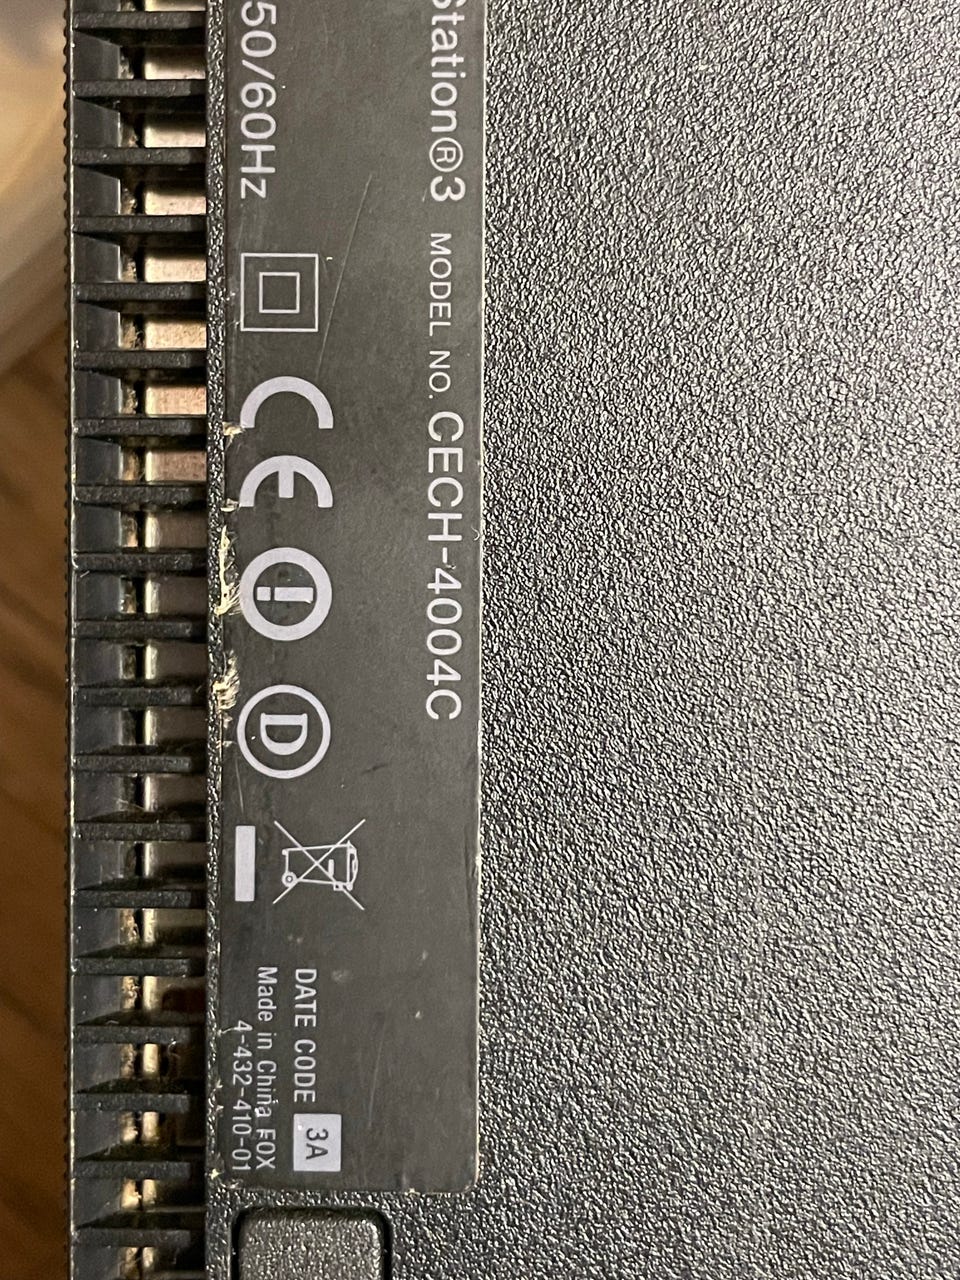 Station®3 MODEL NO. CECH-4004C
50/60Hz
CE
D
DATE CODE 3A
Made in China FOX
4-432-410-01